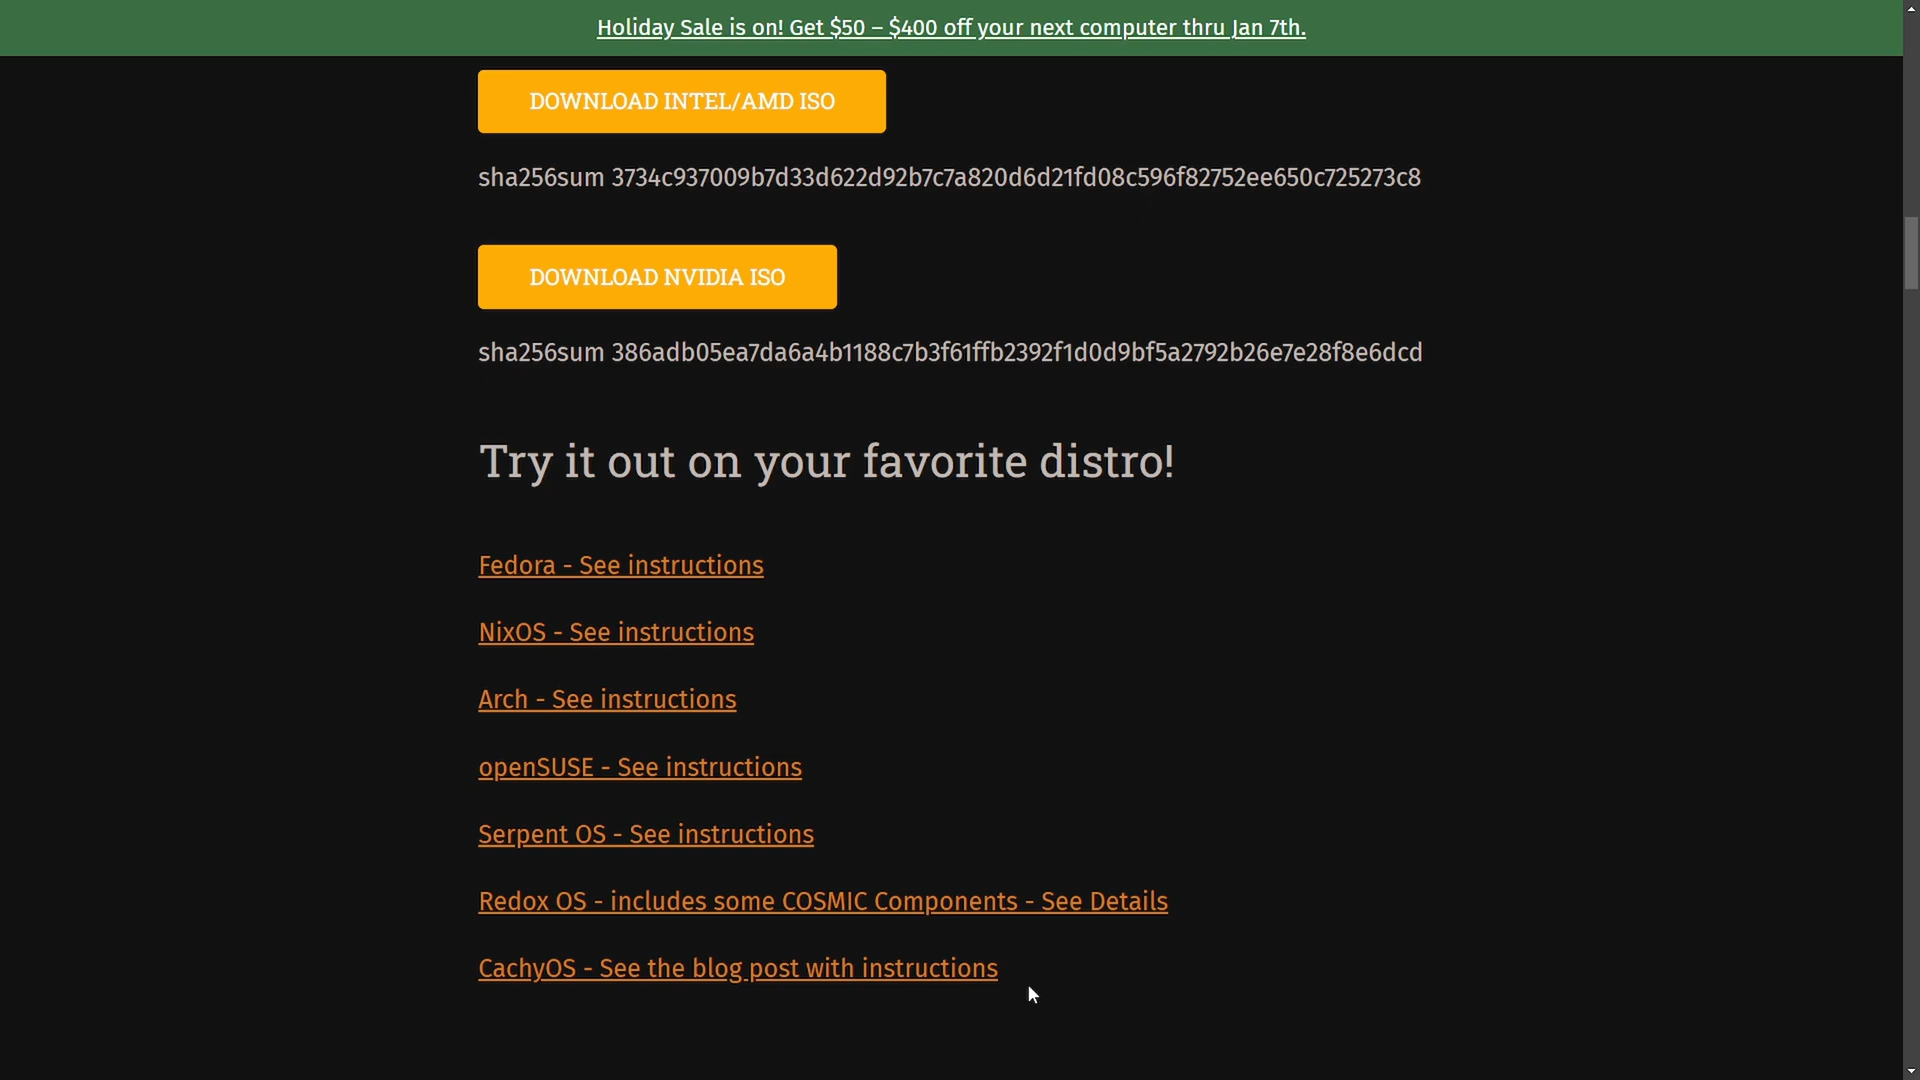 Holiday Sale is on! Get $50 – $400 off your next computer thru Jan 7th.
DOWNLOAD INTEL/AMD ISO
sha256sum 3734c937009b7d33d622d92b7c7a820d6d21fd08c596f82752ee650c725273c8
DOWNLOAD NVIDIA ISO
sha256sum 386adb05ea7da6a4b1188c7b3f61ffb2392f1d0d9bf5a2792b26e7e28f8e6dcd
Try it out on your favorite distro!
Fedora - See instructions
NixOS - See instructions
Arch - See instructions
openSUSE - See instructions
Serpent OS - See instructions
Redox OS - includes some COSMIC Components - See Details
CachyOS - See the blog post with instructions